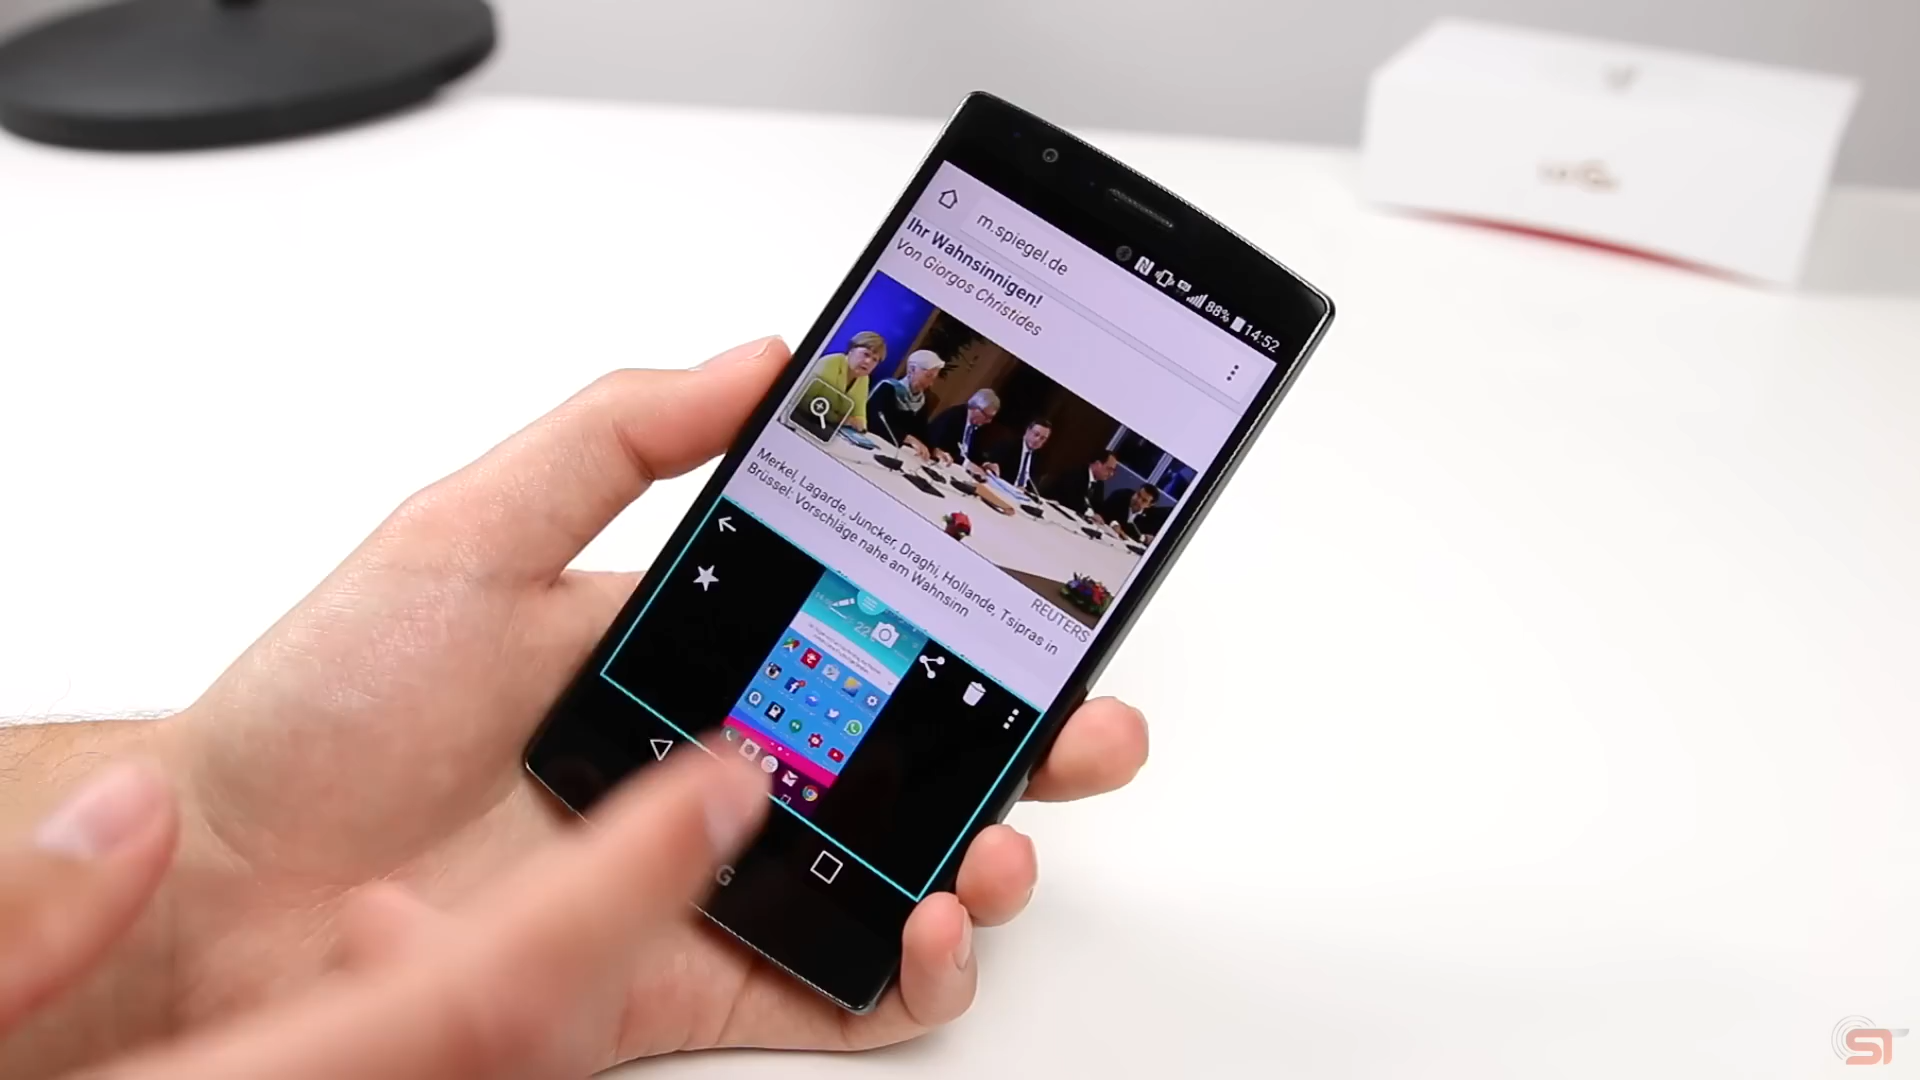 88% 14:52
m.spiegel.de
Ihr Wahnsinnigen!
Von Giorgos Christides
REUTERS
Merkel, Lagarde, Juncker, Draghi, Hollande, Tsipras in
Brüssel: Vorschläge nahe am Wahnsinn
G
ST